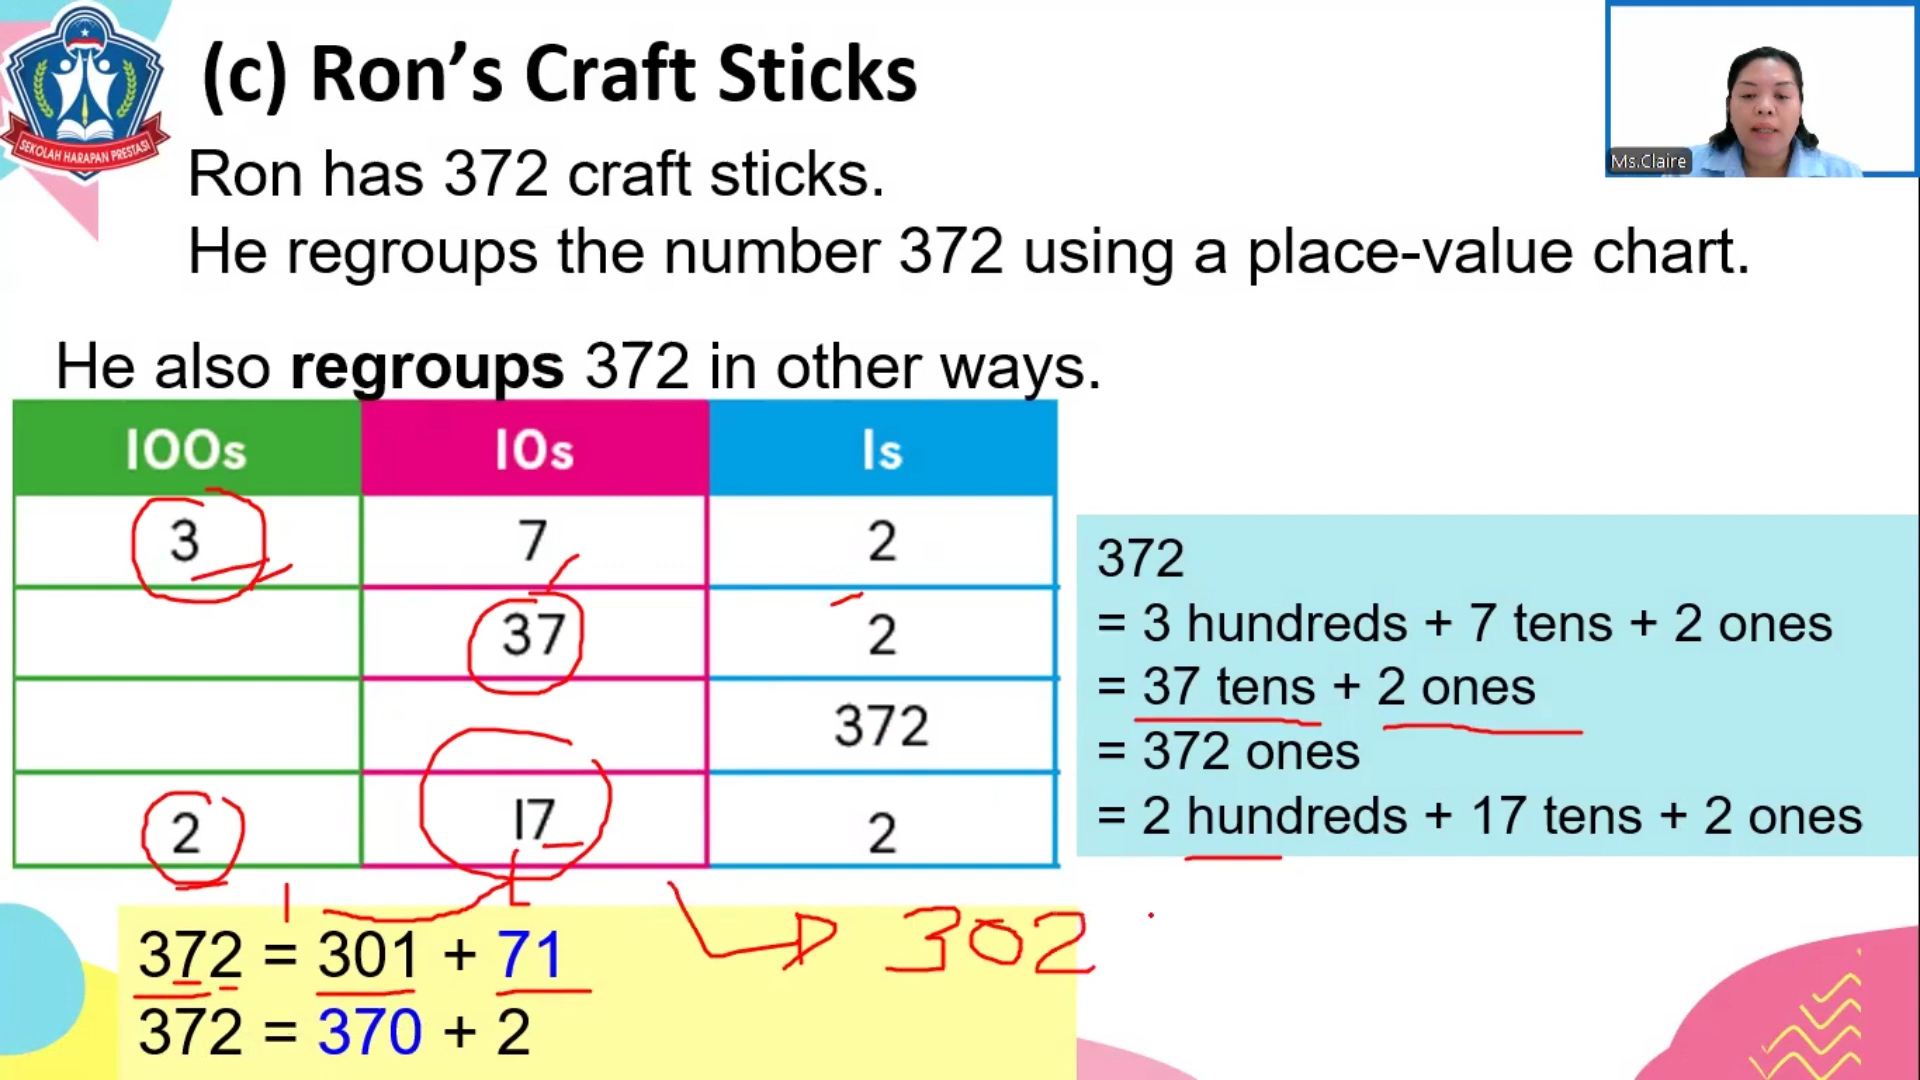 SEKOLAH HARAPAN PRESTASI
(c) Ron's Craft Sticks
Ms.Claire
Ron has 372 craft sticks.
He regroups the number 372 using a place-value chart.
He also regroups 372 in other ways.
100s 10s 1s
3 7 2
37 2
372
2 17 2
372
= 3 hundreds + 7 tens + 2 ones
= 37 tens + 2 ones
= 372 ones
= 2 hundreds + 17 tens + 2 ones
372 = 301 + 71
372 = 370 + 2
302